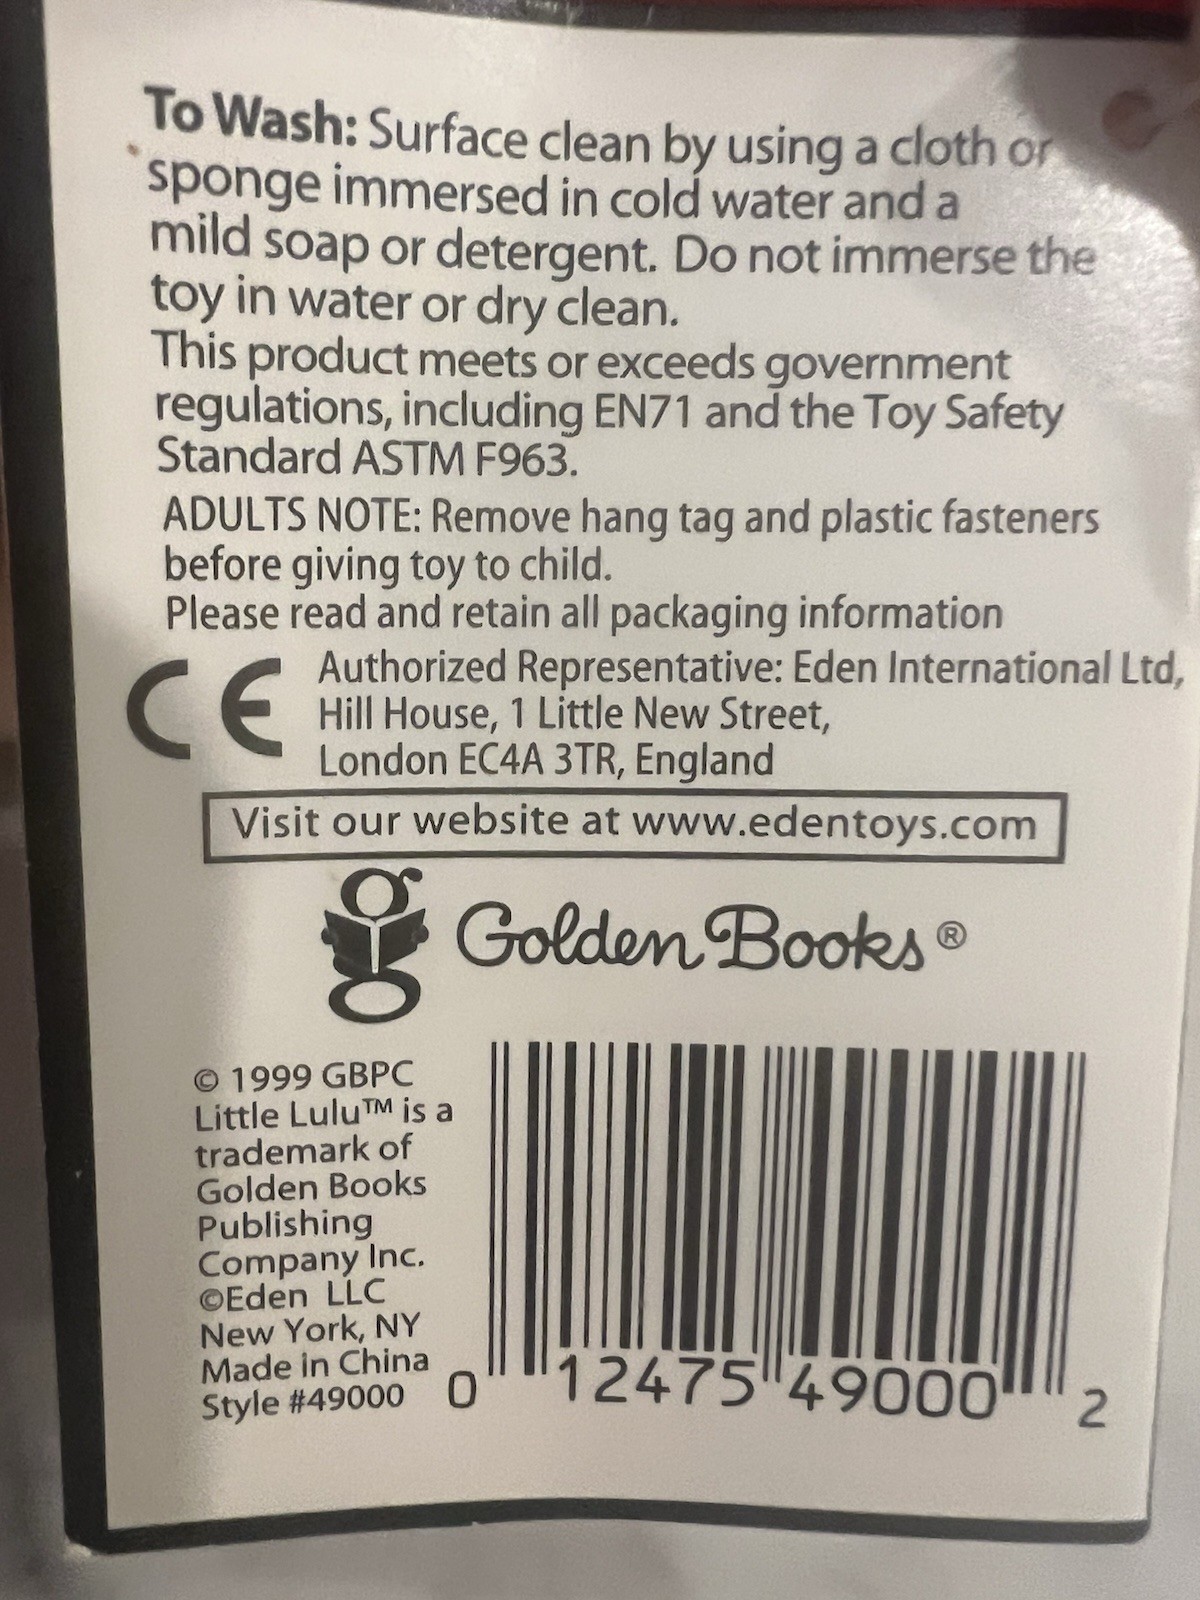 To Wash: Surface clean by using a cloth or
sponge immersed in cold water and a
mild soap or detergent. Do not immerse the
toy in water or dry clean.
This product meets or exceeds government
regulations, including EN71 and the Toy Safety
Standard ASTM F963.
ADULTS NOTE: Remove hang tag and plastic fasteners
before giving toy to child.
Please read and retain all packaging information
CE
Authorized Representative: Eden International Ltd,
Hill House, 1 Little New Street,
London EC4A 3TR, England
Visit our website at www.edentoys.com
Golden Books®
© 1999 GBPC
Little Lulu™ is a
trademark of
Golden Books
Publishing
Company Inc.
©Eden LLC
New York, NY
Made in China
Style #49000
0 12475 49000 2